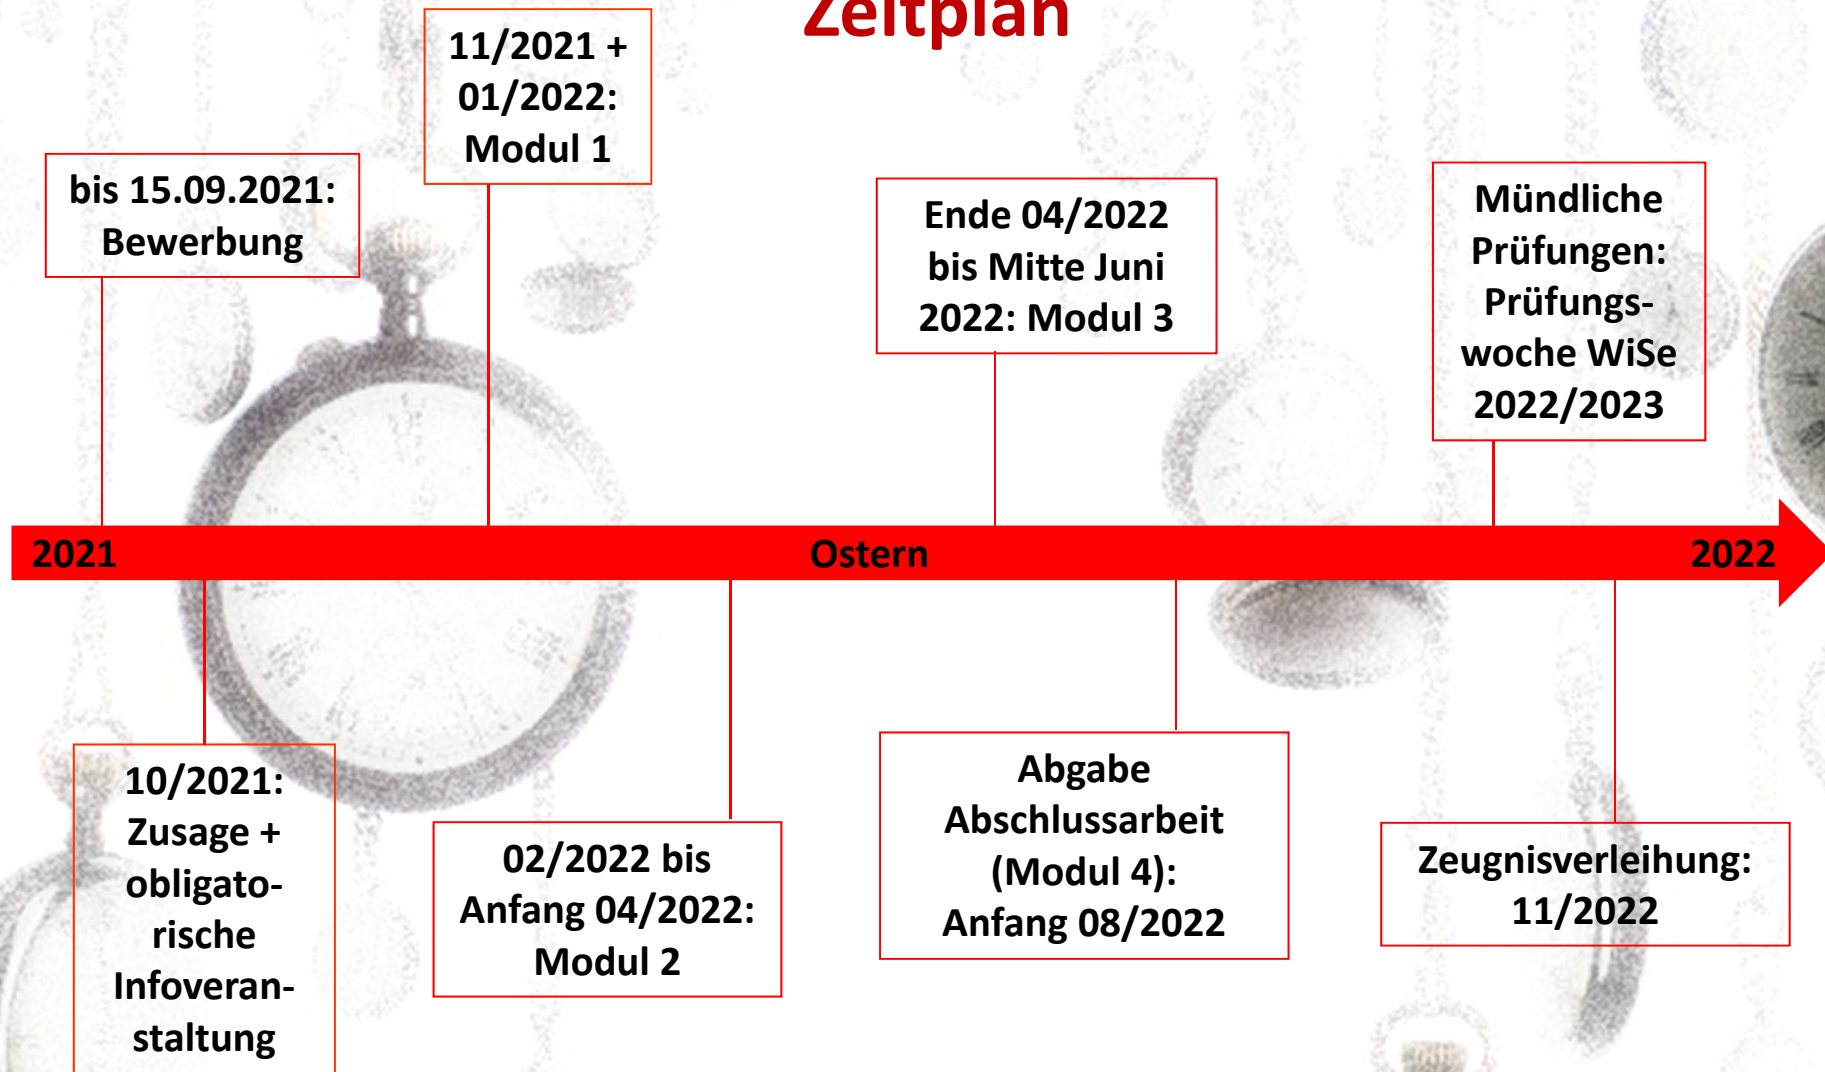 Zeitplan
11/2021 +
01/2022:
Modul 1
bis 15.09.2021:
Bewerbung
Ende 04/2022
bis Mitte Juni
2022: Modul 3
Mündliche
Prüfungen:
Prüfungs-
woche WiSe
2022/2023
2021
Ostern
2022
10/2021:
Zusage +
obligato-
rische
Infoveran-
staltung
02/2022 bis
Anfang 04/2022:
Modul 2
Abgabe
Abschlussarbeit
(Modul 4):
Anfang 08/2022
Zeugnisverleihung:
11/2022